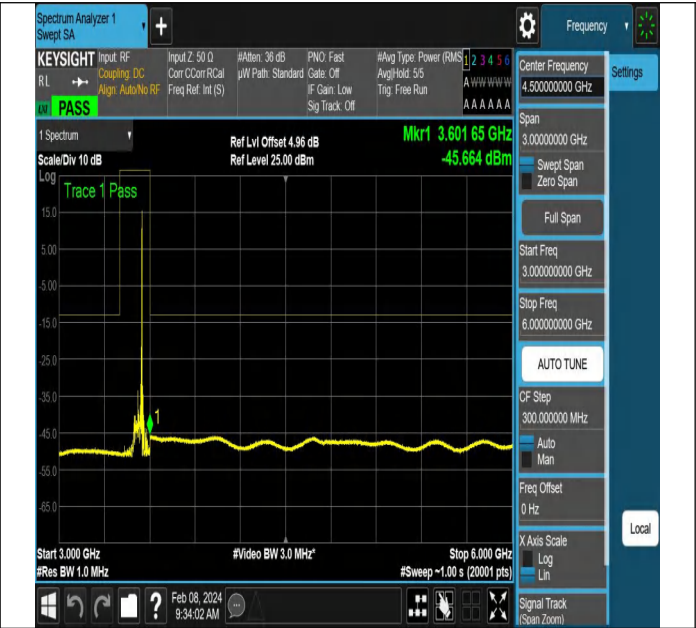 Spectrum Analyzer 1
Swept SA
+
Frequency
KEYSIGHT
Input: RF
Coupling: DC
Align: Auto/No RF
Input Z: 50 Ω
Corr CCorr RCal
Freq Ref: Int (S)
#Atten: 36 dB
µW Path: Standard
PNO: Fast
Gate: Off
IF Gain: Low
Sig Track: Off
#Avg Type: Power (RMS
Avg|Hold: 5/5
Trig: Free Run
1 2 3 4 5 6
A W W W W W
A A A A A A
RL
PASS
1 Spectrum
Scale/Div 10 dB
Ref Lvl Offset 4.96 dB
Ref Level 25.00 dBm
Mkr1 3.601 65 GHz
-45.664 dBm
Log
Trace 1 Pass
15.0
5.00
-5.00
-15.0
-25.0
-35.0
-45.0
-55.0
-65.0
1
Start 3.000 GHz
#Res BW 1.0 MHz
#Video BW 3.0 MHz*
Stop 6.000 GHz
#Sweep ~1.00 s (20001 pts)
Feb 08, 2024
9:34:02 AM
?
Center Frequency
4.500000000 GHz
Settings
Span
3.00000000 GHz
Swept Span
Zero Span
Full Span
Start Freq
3.000000000 GHz
Stop Freq
6.000000000 GHz
AUTO TUNE
CF Step
300.000000 MHz
Auto
Man
Freq Offset
0 Hz
Local
X Axis Scale
Log
Lin
Signal Track
(Span Zoom)